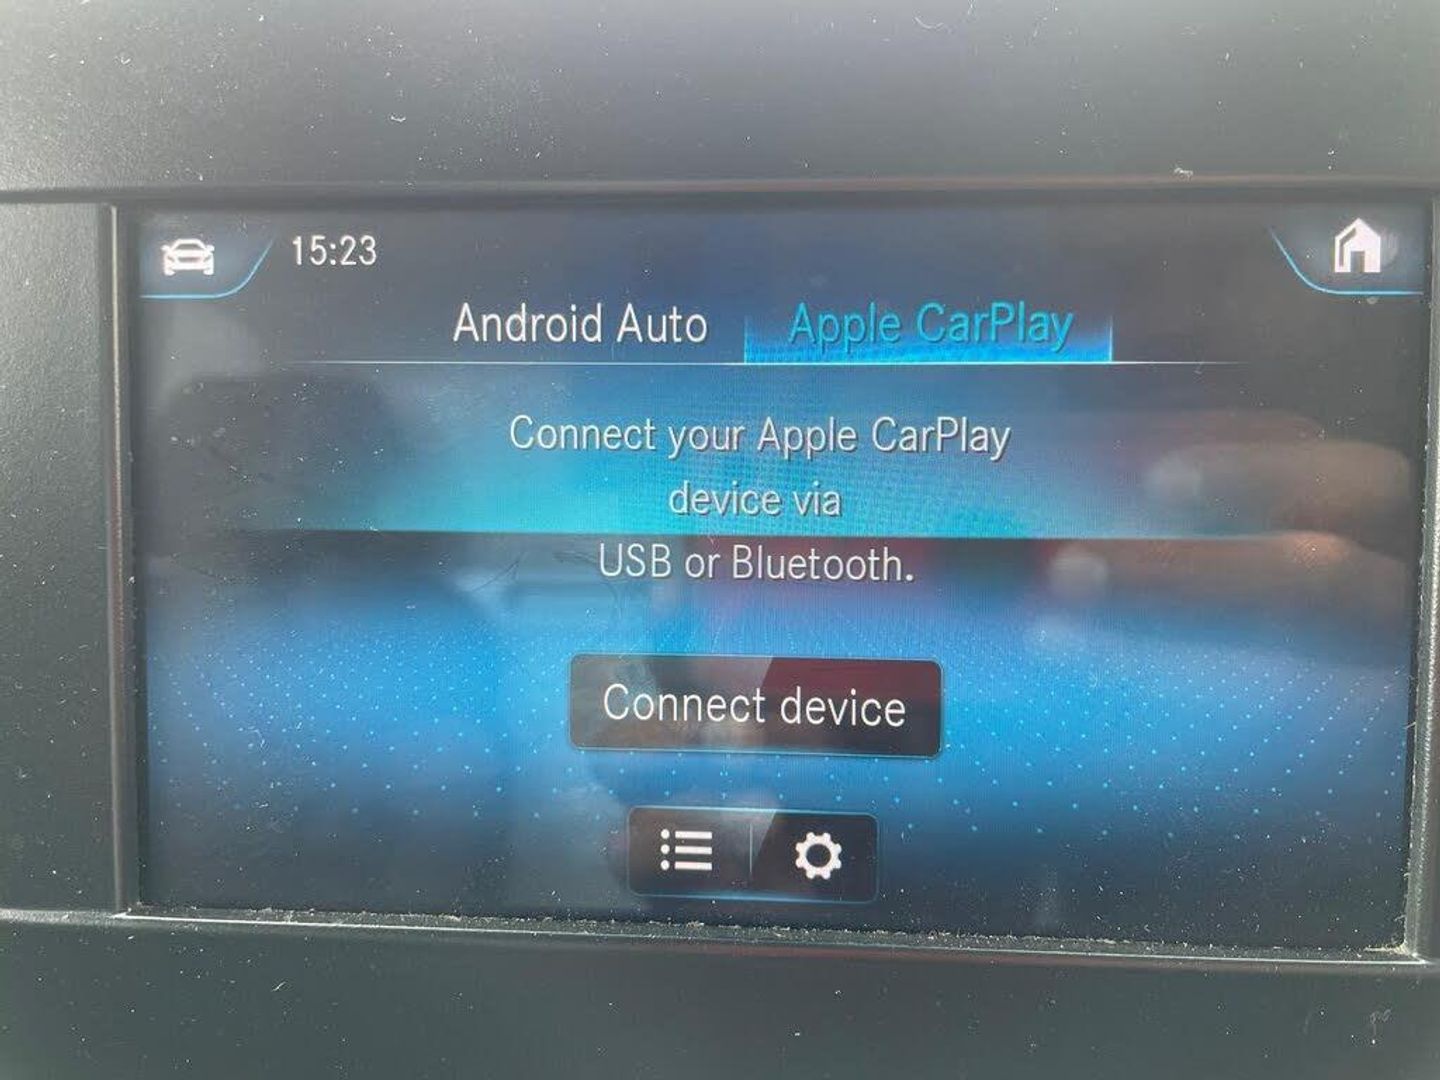 15:23
Android Auto Apple CarPlay
Connect your Apple CarPlay
device via
USB or Bluetooth.
Connect device